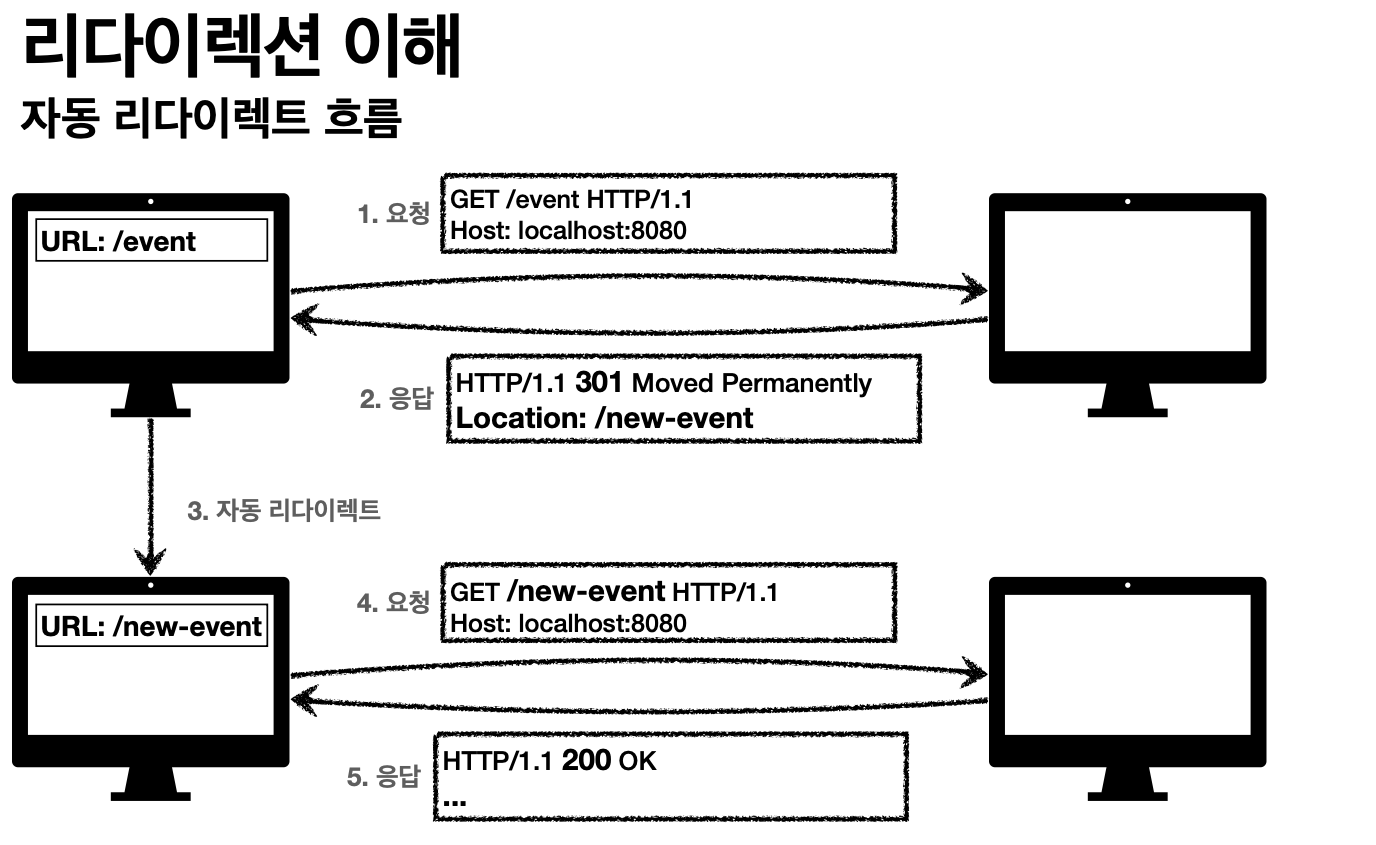 리다이렉션 이해
자동 리다이렉트 흐름
URL: /event
1. 요청
GET /event HTTP/1.1
Host: localhost:8080
2. 응답
HTTP/1.1 301 Moved Permanently
Location: /new-event
3. 자동 리다이렉트
URL: /new-event
4. 요청
GET /new-event HTTP/1.1
Host: localhost:8080
5. 응답
HTTP/1.1 200 OK
...